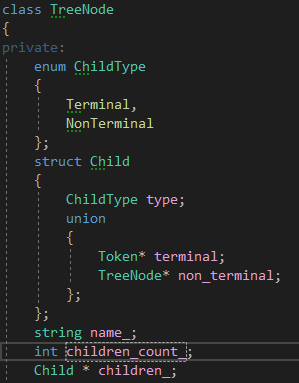 class TreeNode
{
private:
enum ChildType
{
Terminal,
NonTerminal
};
struct Child
{
ChildType type;
union
{
Token* terminal;
TreeNode* non_terminal;
};
};
string name_;
int children_count_;
Child * children_;